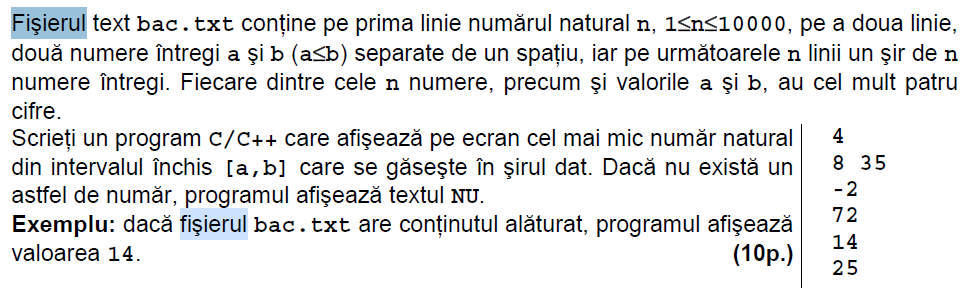 Fişierul text bac.txt conține pe prima linie numărul natural n, 1≤n≤10000, pe a doua linie,
două numere întregi a şi b (a≤b) separate de un spațiu, iar pe următoarele n linii un şir de n
numere întregi. Fiecare dintre cele n numere, precum şi valorile a şi b, au cel mult patru
cifre.
Scrieți un program C/C++ care afişează pe ecran cel mai mic număr natural
din intervalul închis [a,b] care se găseşte în şirul dat. Dacă nu există un
astfel de număr, programul afişează textul NU.
Exemplu: dacă fişierul bac.txt are conținutul alăturat, programul afişează
valoarea 14. (10p.)
4
8 35
-2
72
14
25